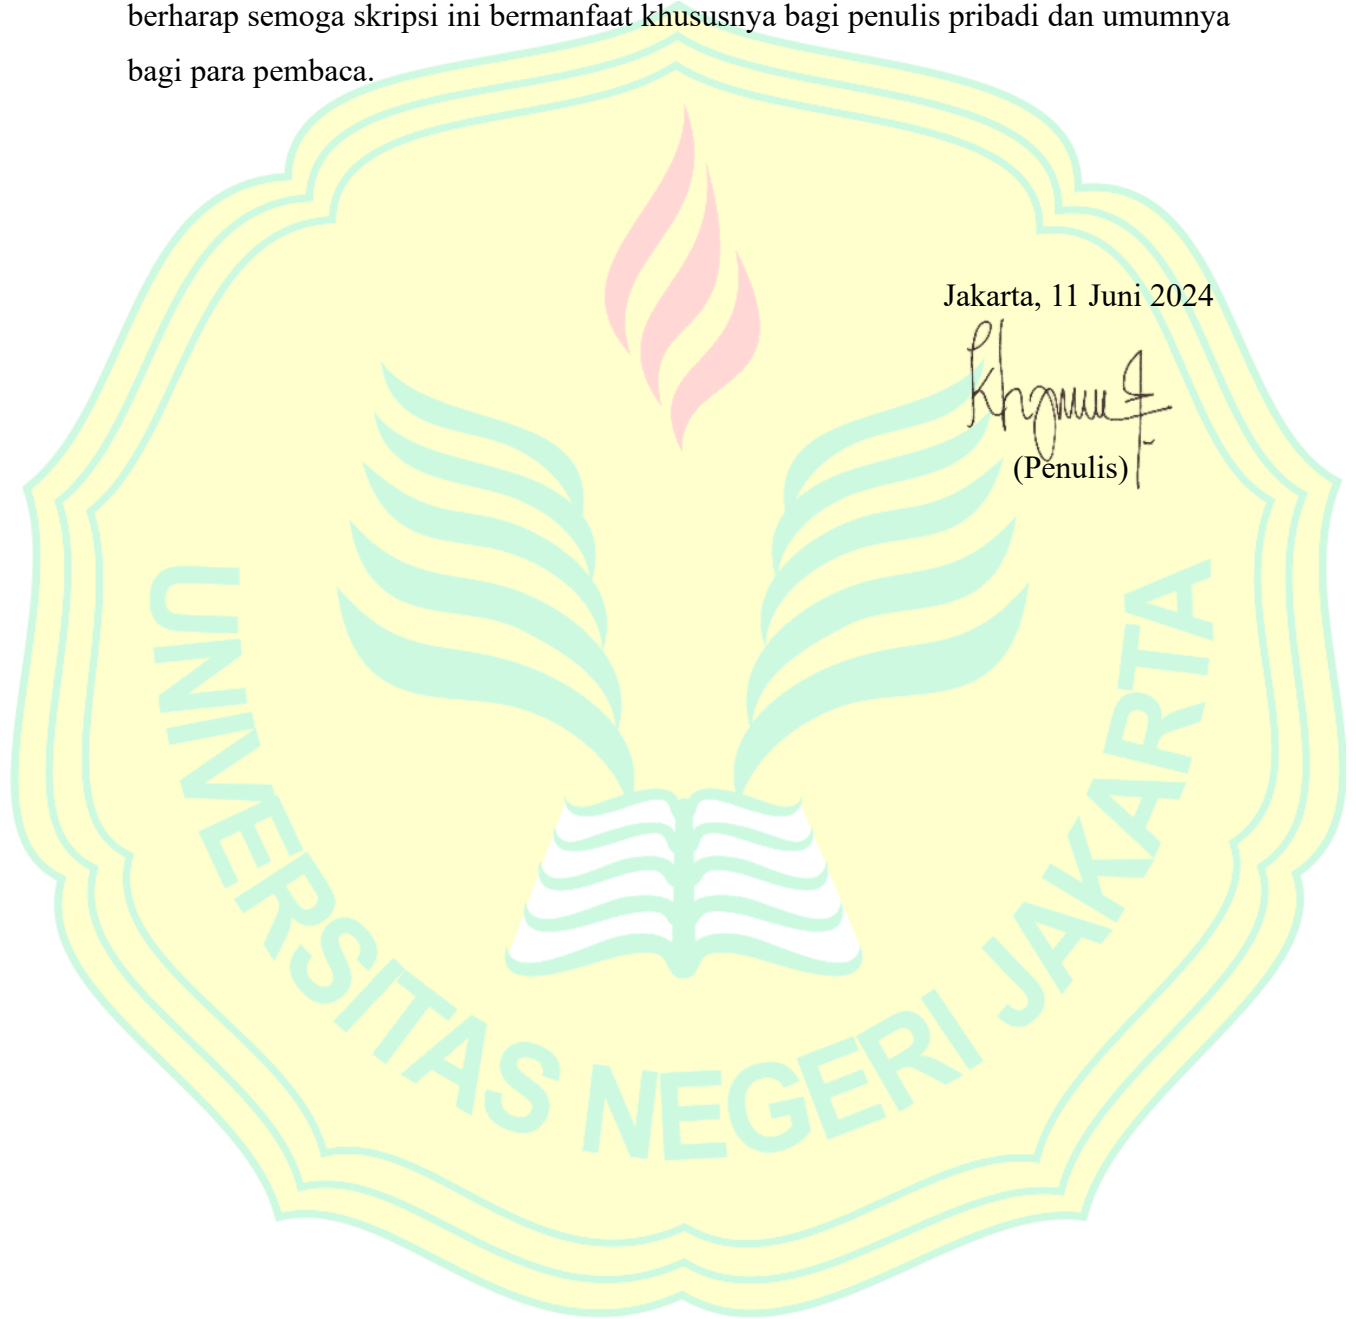 berharap semoga skripsi ini bermanfaat khususnya bagi penulis pribadi dan umumnya
bagi para pembaca.
Jakarta, 11 Juni 2024
(Penulis)
UNIVERSITAS NEGERI JAKARTA